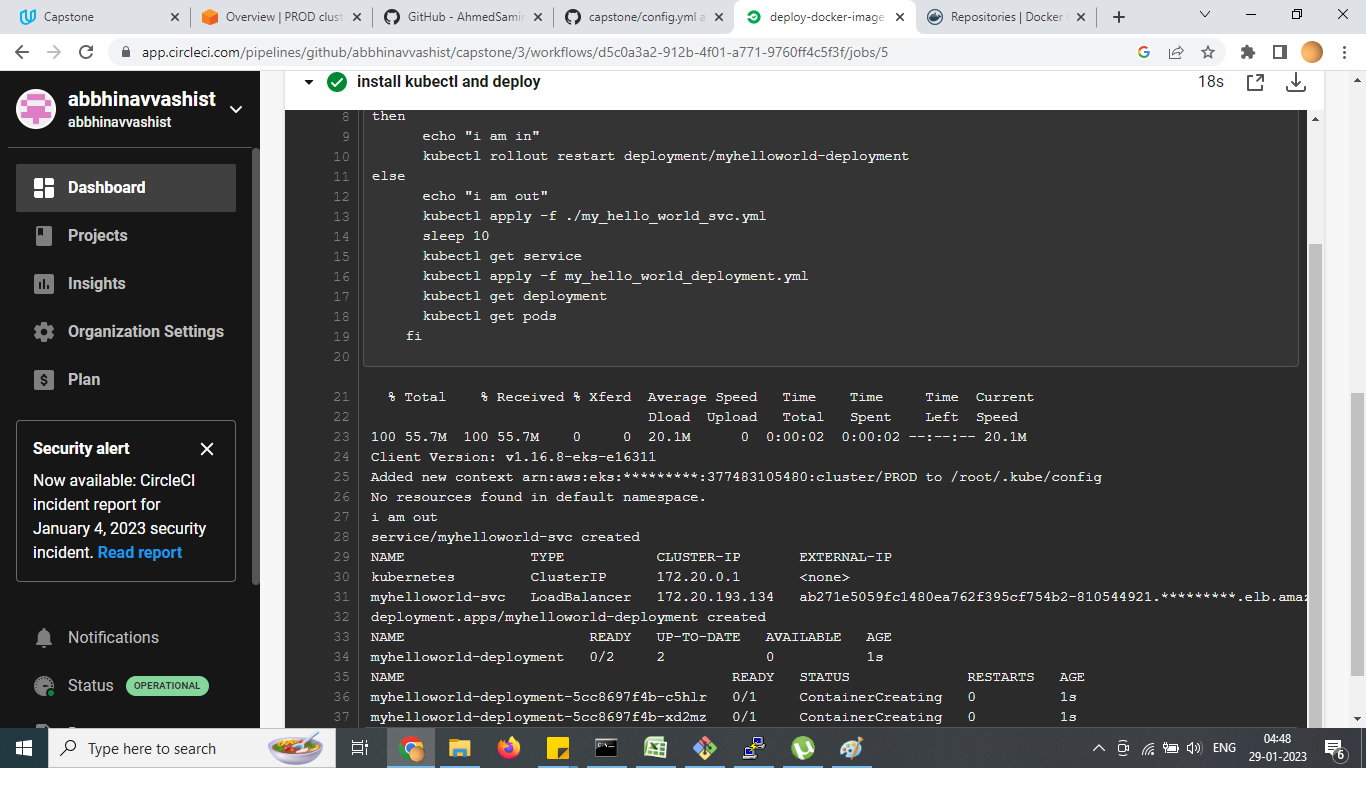 Capstone
Overview | PROD clust
GitHub - AhmedSamir
capstone/config.yml a
deploy-docker-image
Repositories | Docker
app.circleci.com/pipelines/github/abbhinavvashist/capstone/3/workflows/d5c0a3a2-912b-4f01-a771-9760ff4c5f3f/jobs/5
abbhinavvashist
abbhinavvashist
Dashboard
Projects
Insights
Organization Settings
Plan
Security alert
Now available: CircleCI
incident report for
January 4, 2023 security
incident. Read report
Notifications
Status OPERATIONAL
install kubectl and deploy 18s
8 then
9 echo "i am in"
10 kubectl rollout restart deployment/myhelloworld-deployment
11 else
12 echo "i am out"
13 kubectl apply -f ./my_hello_world_svc.yml
14 sleep 10
15 kubectl get service
16 kubectl apply -f my_hello_world_deployment.yml
17 kubectl get deployment
18 kubectl get pods
19 fi
20
21 % Total % Received % Xferd Average Speed Time Time Time Current
22 Dload Upload Total Spent Left Speed
23 100 55.7M 100 55.7M 0 0 20.1M 0 0:00:02 0:00:02 --:--:-- 20.1M
24 Client Version: v1.16.8-eks-e16311
25 Added new context arn:aws:eks:*********:377483105480:cluster/PROD to /root/.kube/config
26 No resources found in default namespace.
27 i am out
28 service/myhelloworld-svc created
29 NAME TYPE CLUSTER-IP EXTERNAL-IP
30 kubernetes ClusterIP 172.20.0.1 <none>
31 myhelloworld-svc LoadBalancer 172.20.193.134 ab271e5059fc1480ea762f395cf754b2-810544921.*********.elb.amaz
32 deployment.apps/myhelloworld-deployment created
33 NAME READY UP-TO-DATE AVAILABLE AGE
34 myhelloworld-deployment 0/2 2 0 1s
35 NAME READY STATUS RESTARTS AGE
36 myhelloworld-deployment-5cc8697f4b-c5hlr 0/1 ContainerCreating 0 1s
37 myhelloworld-deployment-5cc8697f4b-xd2mz 0/1 ContainerCreating 0 1s
Type here to search
ENG
04:48
29-01-2023
6